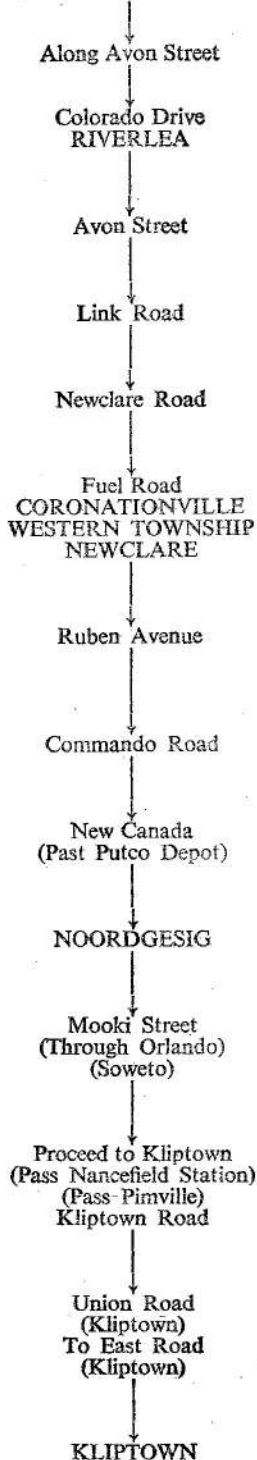 Along Avon Street
Colorado Drive
RIVERLEA
Avon Street
Link Road
Newclare Road
Fuel Road
CORONATIONVILLE
WESTERN TOWNSHIP
NEWCLARE
Ruben Avenue
Commando Road
New Canada
(Past Putco Depot)
NOORDGESIG
Mooki Street
(Through Orlando)
(Soweto)
Proceed to Kliptown
(Pass Nancefield Station)
(Pass Pimville)
Kliptown Road
Union Road
(Kliptown)
To East Road
(Kliptown)
KLIPTOWN